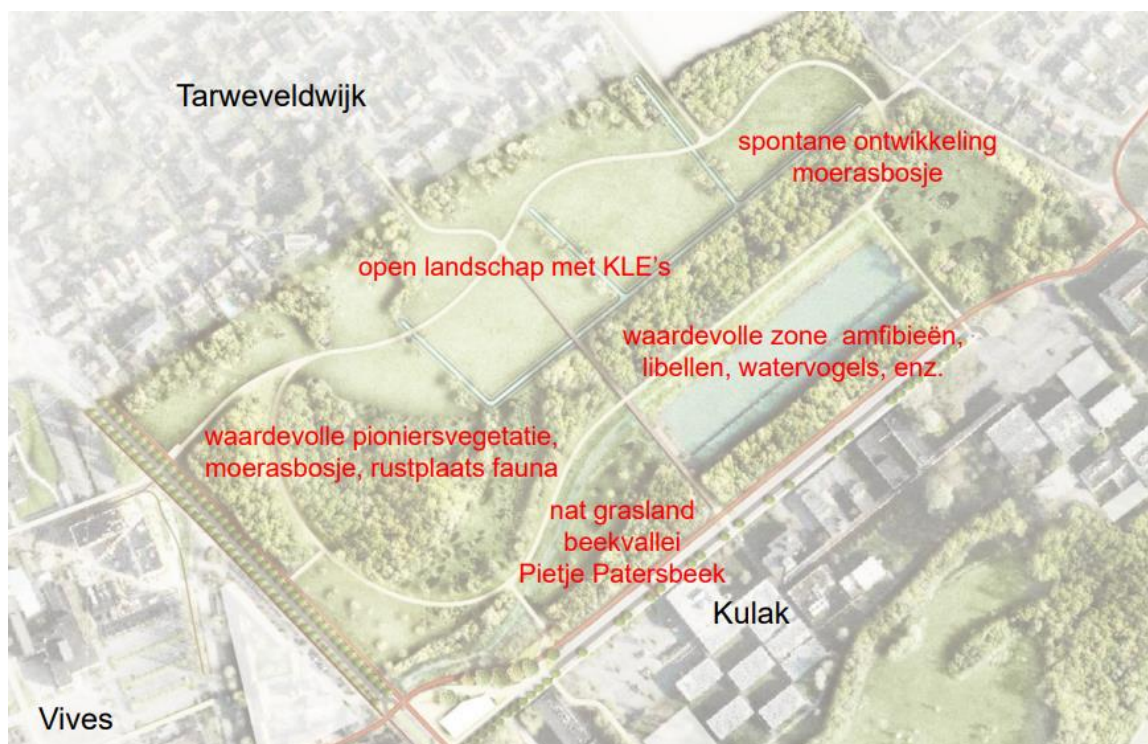 Tarweveldwijk
spontane ontwikkeling
moerasbosje
open landschap met KLE's
waardevolle zone amfibieën,
libellen, watervogels, enz.
waardevolle pioniersvegetatie,
moerasbosje, rustplaats fauna
nat grasland
beekvallei
Pietje Patersbeek
Kulak
Vives